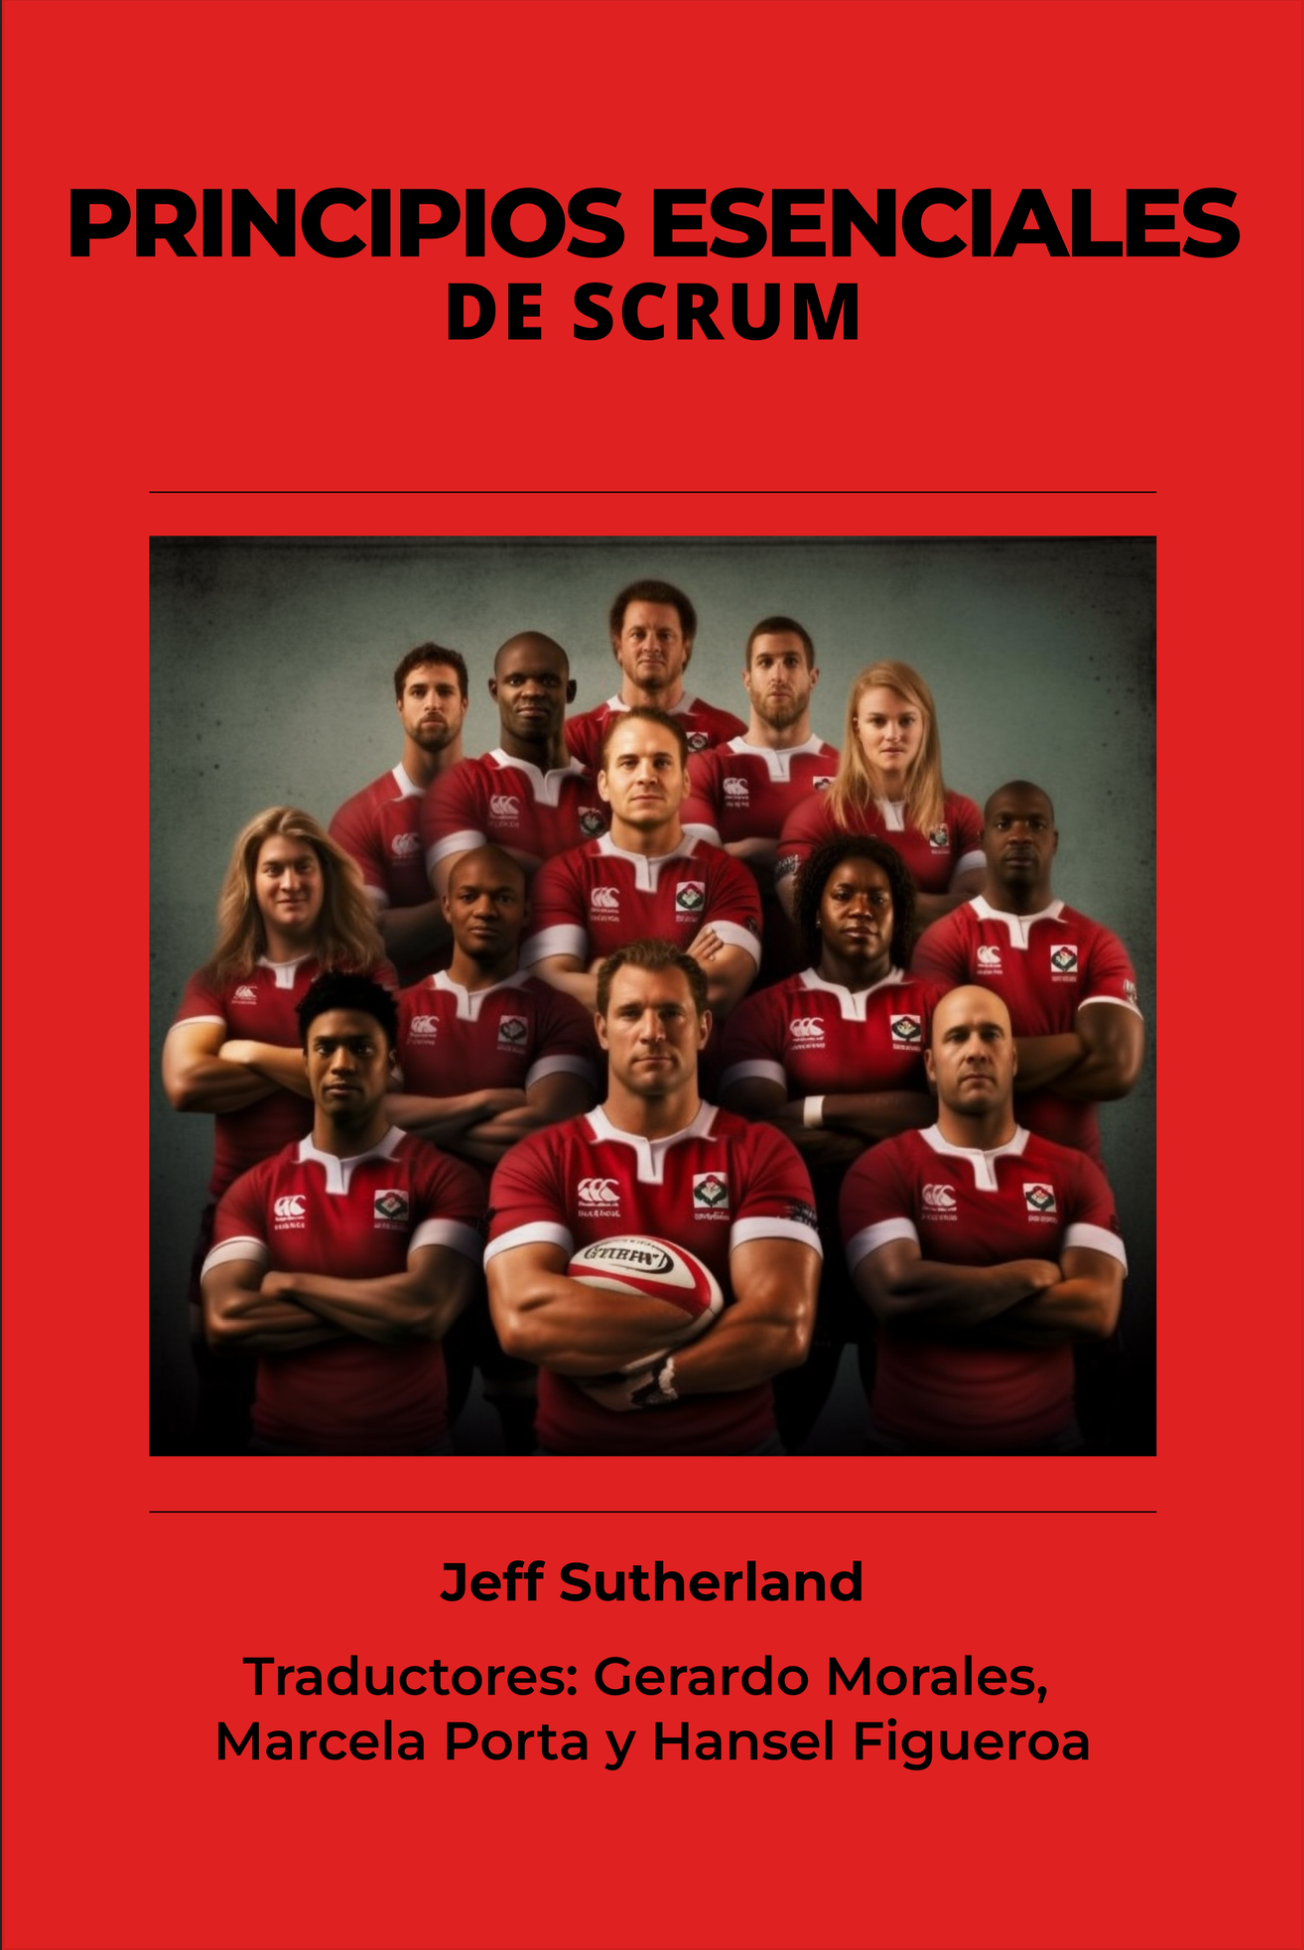 PRINCIPIOS ESENCIALES
DE SCRUM
Jeff Sutherland
Traductores: Gerardo Morales,
Marcela Porta y Hansel Figueroa